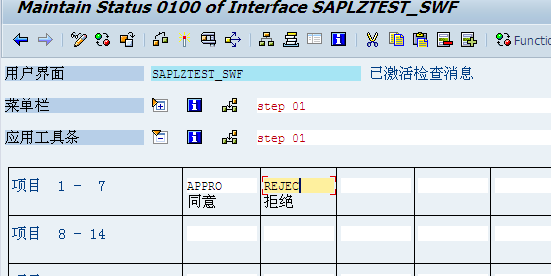 Maintain Status 0100 of Interface SAPLZTEST_SWF
Functi
用户界面 SAPLZTEST_SWF 已激活检查消息
菜单栏 step 01
应用工具条 step 01
项目 1 - 7 APPRO REJEC
同意 拒绝
项目 8 - 14